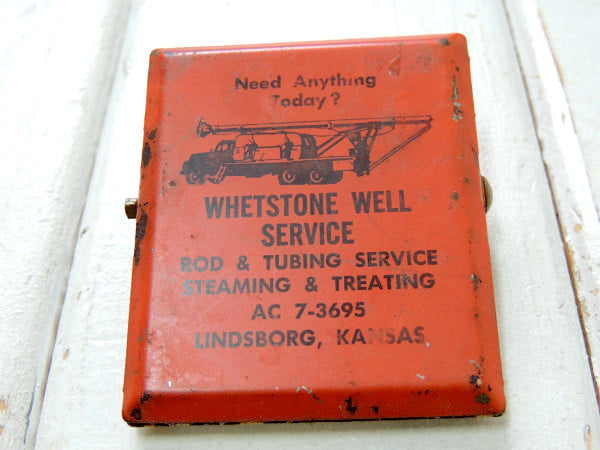 Need Anything
Today?
WHETSTONE WELL
SERVICE
ROD & TUBING SERVICE
STEAMING & TREATING
AC 7-3695
LINDSBORG, KANSAS